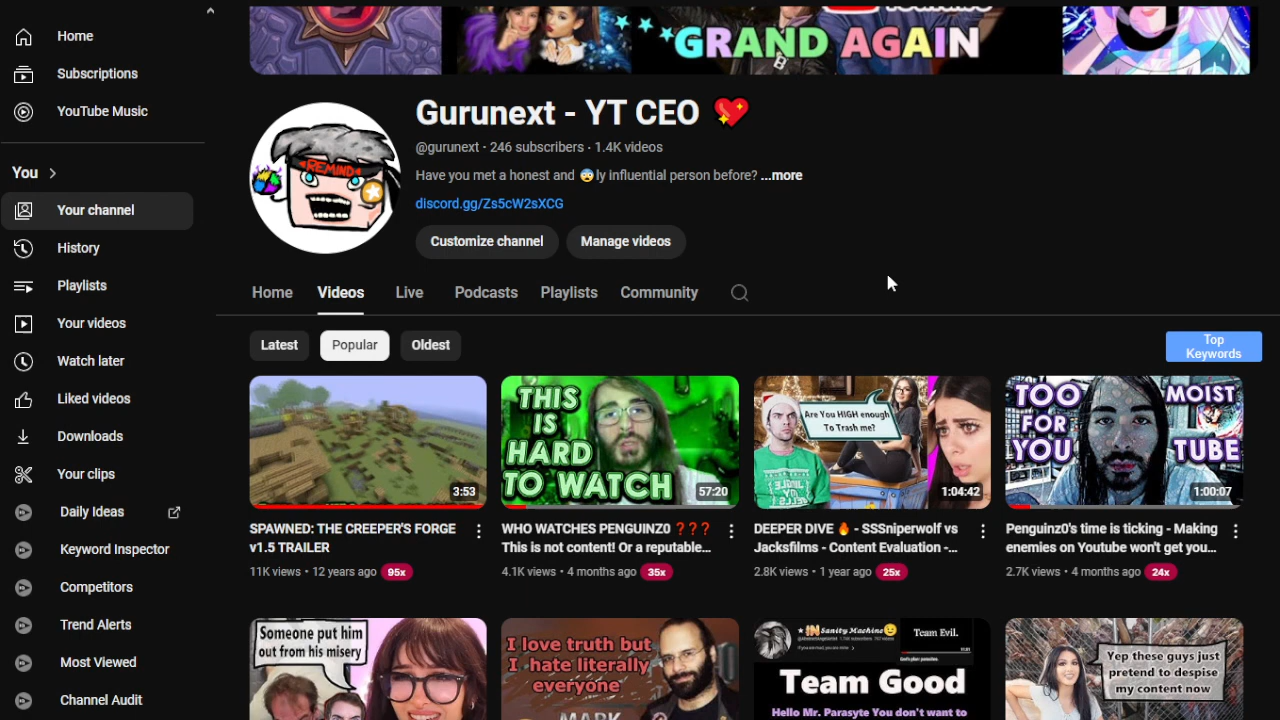 GRAND AGAIN
Home
Subscriptions
YouTube Music
You
Your channel
History
Playlists
Your videos
Watch later
Liked videos
Downloads
Your clips
Daily Ideas
Keyword Inspector
Competitors
Trend Alerts
Most Viewed
Channel Audit
REMIND
Gurunext - YT CEO 💖
@gurunext · 246 subscribers · 1.4K videos
Have you met a honest and 😨ly influential person before? ...more
discord.gg/Zs5cW2sXCG
Customize channel
Manage videos
Home
Videos
Live
Podcasts
Playlists
Community
Latest
Popular
Oldest
Top
Keywords
3:53
SPAWNED: THE CREEPER'S FORGE
v1.5 TRAILER
11K views · 12 years ago 95x
THIS
IS
HARD
TO WATCH
57:20
WHO WATCHES PENGUINZ0 ❓❓❓
This is not content! Or a reputable...
4.1K views · 4 months ago 35x
Are You HIGH enough
To Trash me?
1:04:42
DEEPER DIVE 🔥 - SSSniperwolf vs
Jacksfilms - Content Evaluation -...
2.8K views · 1 year ago 25x
TOO
FOR
YOU
MOIST
TUBE
1:00:07
Penguinz0's time is ticking - Making
enemies on Youtube won't get you...
2.7K views · 4 months ago 24x
Someone put him
out from his misery
I love truth but
I hate literally
everyone
MARK
Sanity Machine
Team Evil.
Team Good
Hello Mr. Parasyte You don't want to
Yep these guys just
pretend to despise
my content now